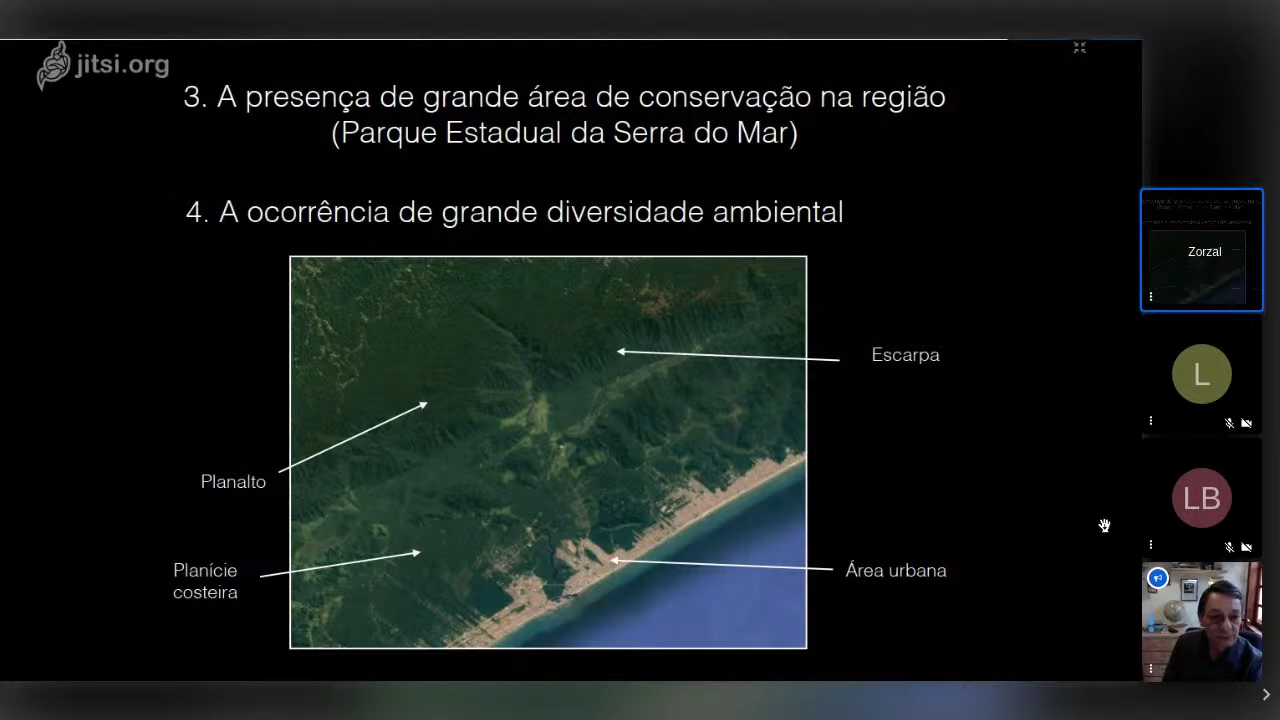 jitsi.org
3. A presença de grande área de conservação na região
(Parque Estadual da Serra do Mar)
4. A ocorrência de grande diversidade ambiental
Escarpa
Planalto
Planície
costeira
Área urbana
Zorzal
L
LB